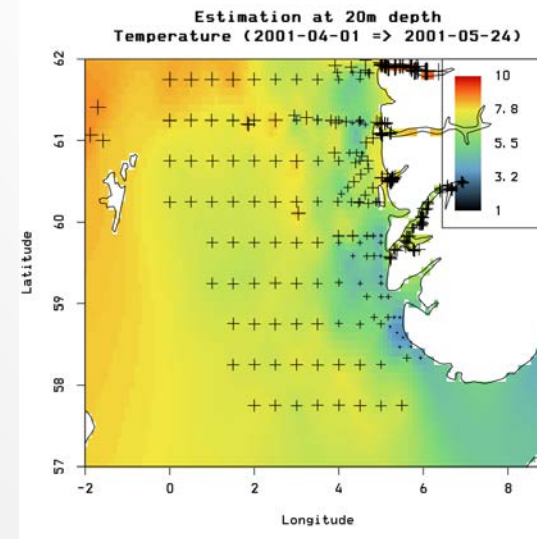 Estimation at 20m depth
Temperature (2001-04-01 => 2001-05-24)
62
61
60
59
58
57
Latitude
10
7.8
5.5
3.2
1
-2 0 2 4 6 8
Longitude